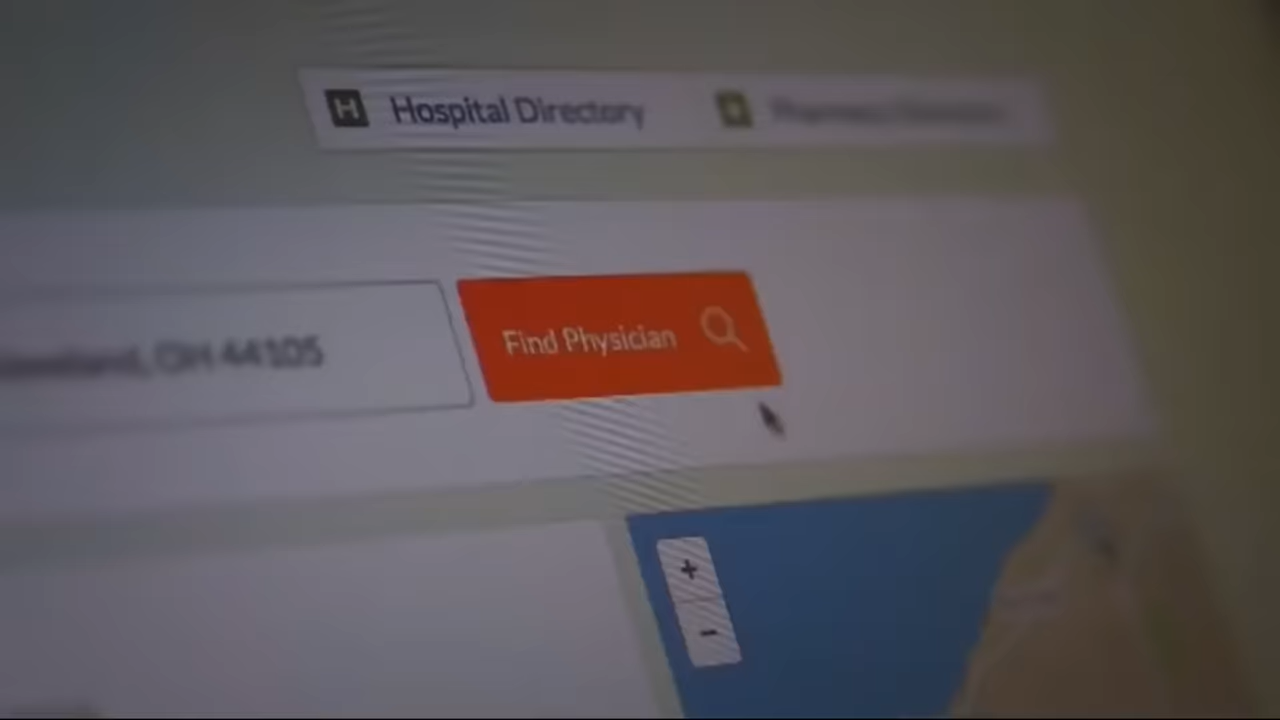 H Hospital Directory
OH 44105
Find Physician
+
-